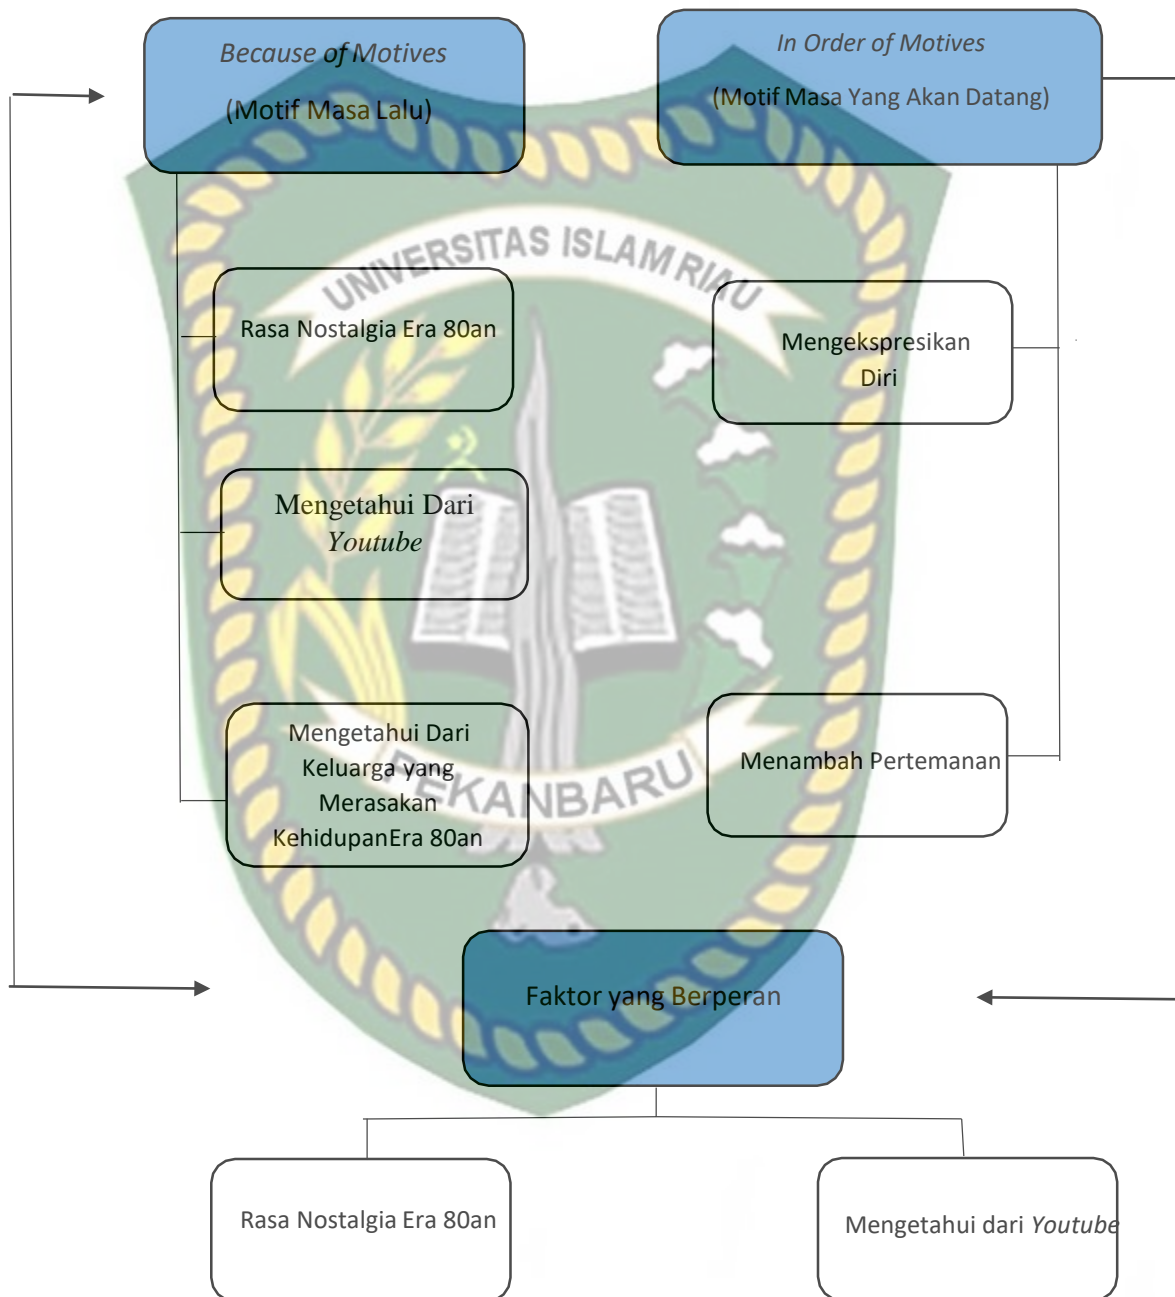 Because of Motives
(Motif Masa Lalu)
In Order of Motives
(Motif Masa Yang Akan Datang)
UNIVERSITAS ISLAM RIAU
Rasa Nostalgia Era 80an
Mengekspresikan
Diri
Mengetahui Dari
Youtube
Mengetahui Dari
Keluarga yang
Merasakan
KehidupanEra 80an
Menambah Pertemanan
PEKANBARU
Faktor yang Berperan
Rasa Nostalgia Era 80an
Mengetahui dari Youtube